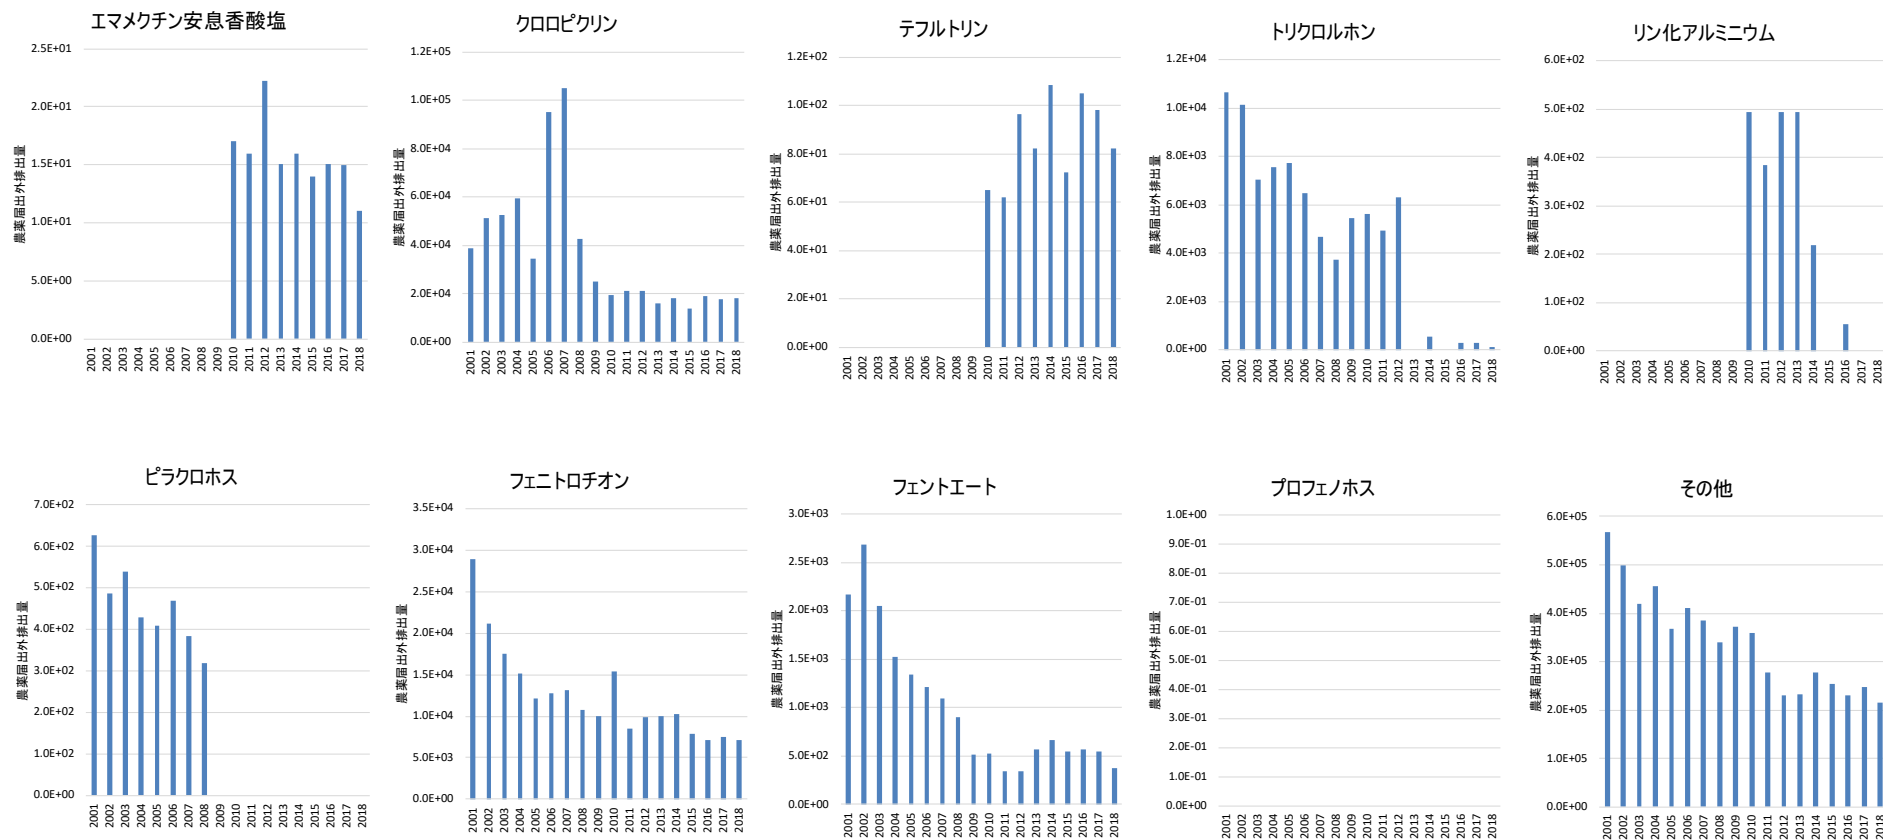 エマメクチン安息香酸塩
農薬届出外排出量
2.5E+01
2.0E+01
1.5E+01
1.0E+01
5.0E+00
0.0E+00
2001 2002 2003 2004 2005 2006 2007 2008 2009 2010 2011 2012 2013 2014 2015 2016 2017 2018
クロロピクリン
農薬届出外排出量
1.2E+05
1.0E+05
8.0E+04
6.0E+04
4.0E+04
2.0E+04
0.0E+00
2001 2002 2003 2004 2005 2006 2007 2008 2009 2010 2011 2012 2013 2014 2015 2016 2017 2018
テフルトリン
農薬届出外排出量
1.2E+02
1.0E+02
8.0E+01
6.0E+01
4.0E+01
2.0E+01
0.0E+00
2001 2002 2003 2004 2005 2006 2007 2008 2009 2010 2011 2012 2013 2014 2015 2016 2017 2018
トリクロルホン
農薬届出外排出量
1.2E+04
1.0E+04
8.0E+03
6.0E+03
4.0E+03
2.0E+03
0.0E+00
2001 2002 2003 2004 2005 2006 2007 2008 2009 2010 2011 2012 2013 2014 2015 2016 2017 2018
リン化アルミニウム
農薬届出外排出量
6.0E+02
5.0E+02
4.0E+02
3.0E+02
2.0E+02
1.0E+02
0.0E+00
2001 2002 2003 2004 2005 2006 2007 2008 2009 2010 2011 2012 2013 2014 2015 2016 2017 2018
ピラクロホス
農薬届出外排出量
7.0E+02
6.0E+02
5.0E+02
4.0E+02
3.0E+02
2.0E+02
1.0E+02
0.0E+00
2001 2002 2003 2004 2005 2006 2007 2008 2009 2010 2011 2012 2013 2014 2015 2016 2017 2018
フェニトロチオン
農薬届出外排出量
3.5E+04
3.0E+04
2.5E+04
2.0E+04
1.5E+04
1.0E+04
5.0E+03
0.0E+00
2001 2002 2003 2004 2005 2006 2007 2008 2009 2010 2011 2012 2013 2014 2015 2016 2017 2018
フェントエート
農薬届出外排出量
3.0E+03
2.5E+03
2.0E+03
1.5E+03
1.0E+03
5.0E+02
0.0E+00
2001 2002 2003 2004 2005 2006 2007 2008 2009 2010 2011 2012 2013 2014 2015 2016 2017 2018
プロフェノホス
農薬届出外排出量
1.0E+00
9.0E-01
8.0E-01
7.0E-01
6.0E-01
5.0E-01
4.0E-01
3.0E-01
2.0E-01
1.0E-01
0.0E+00
2001 2002 2003 2004 2005 2006 2007 2008 2009 2010 2011 2012 2013 2014 2015 2016 2017 2018
その他
農薬届出外排出量
6.0E+05
5.0E+05
4.0E+05
3.0E+05
2.0E+05
1.0E+05
0.0E+00
2001 2002 2003 2004 2005 2006 2007 2008 2009 2010 2011 2012 2013 2014 2015 2016 2017 2018